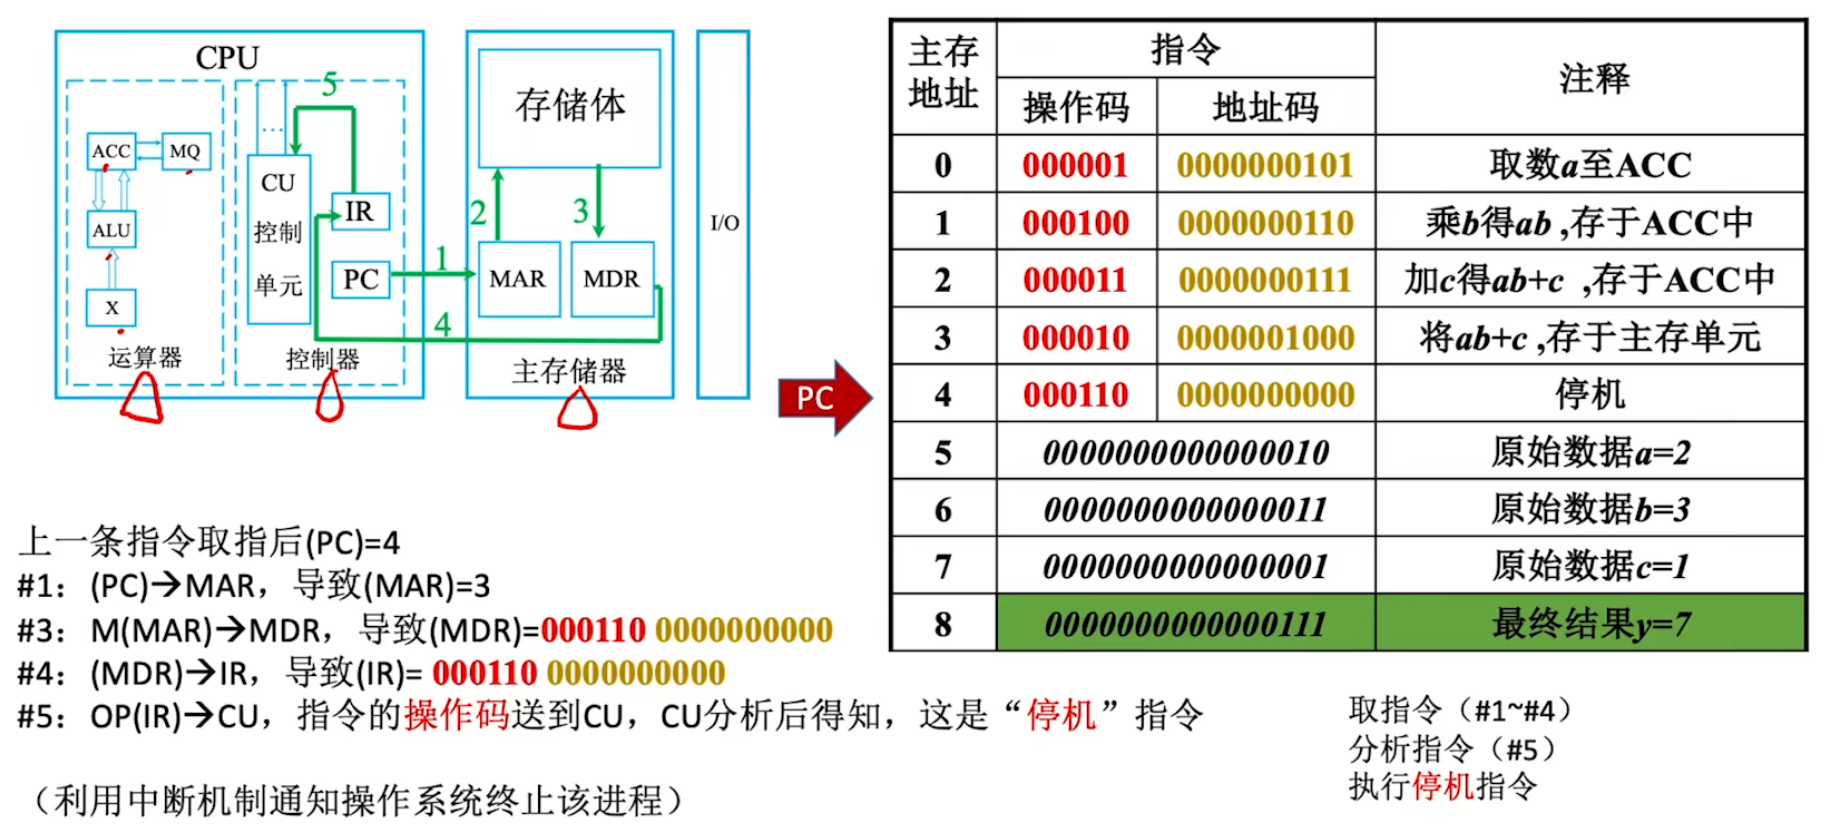 CPU
5
存储体
...
ACC
MQ
CU
控制
单元
IR
2
3
I/O
ALU
1
PC
MAR
MDR
X
4
运算器
控制器
主存储器
PC
主存地址 指令 注释
操作码 地址码
0 000001 0000000101 取数a至ACC
1 000100 0000000110 乘b得ab ,存于ACC中
2 000011 0000000111 加c得ab+c ,存于ACC中
3 000010 0000001000 将ab+c ,存于主存单元
4 000110 0000000000 停机
5 0000000000000010 原始数据a=2
6 0000000000000011 原始数据b=3
7 0000000000000001 原始数据c=1
8 0000000000000111 最终结果y=7
上一条指令取指后(PC)=4
#1：(PC)→MAR，导致(MAR)=3
#3：M(MAR)→MDR，导致(MDR)=000110 0000000000
#4：(MDR)→IR，导致(IR)= 000110 0000000000
#5：OP(IR)→CU，指令的操作码送到CU，CU分析后得知，这是“停机”指令
（利用中断机制通知操作系统终止该进程）
取指令（#1~#4）
分析指令（#5）
执行停机指令